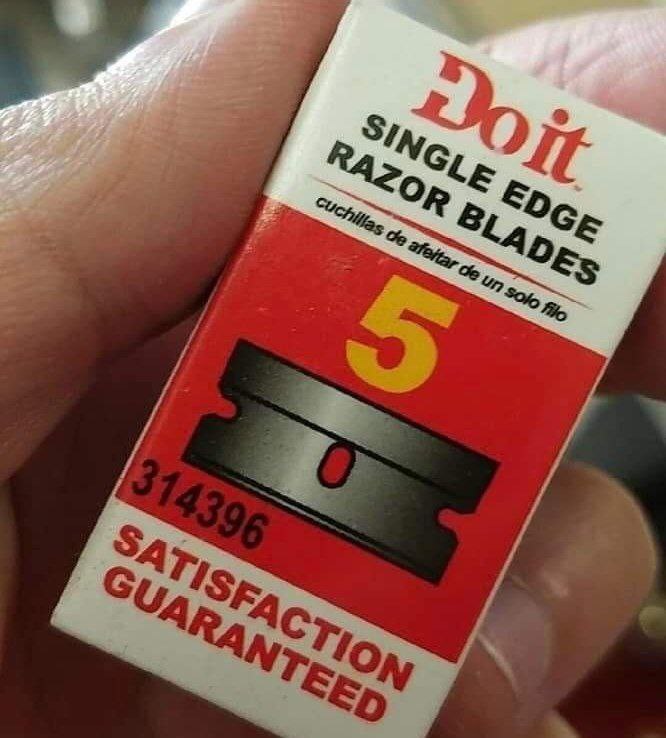 Do it
SINGLE EDGE
RAZOR BLADES
cuchillas de afeitar de un solo filo
5
314396
SATISFACTION
GUARANTEED